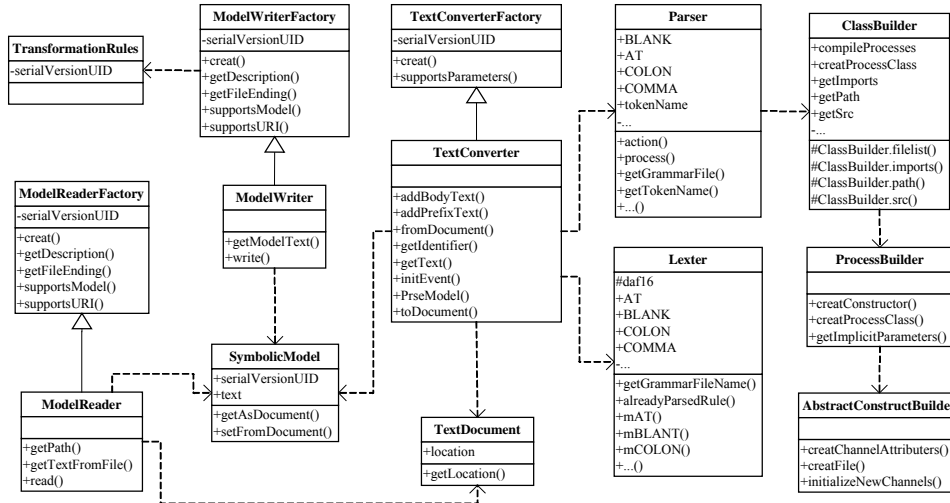 TransformationRules
-serialVersionUID
ModelWriterFactory
-serialVersionUID
+creat()
+getDescription()
+getFileEnding()
+supportsModel()
+supportsURI()
TextConverterFactory
-serialVersionUID
+creat()
+supportsParameters()
Parser
+BLANK
+AT
+COLON
+COMMA
+tokenName
-...
+action()
+process()
+getGrammarFile()
+getTokenName()
+...()
ClassBuilder
+compileProcesses
+creatProcessClass
+getImports
+getPath
+getSrc
-...
#ClassBuilder.filelist()
#ClassBuilder.imports()
#ClassBuilder.path()
#ClassBuilder.src()
ModelReaderFactory
-serialVersionUID
+creat()
+getDescription()
+getFileEnding()
+supportsModel()
+supportsURI()
ModelWriter
+getModelText()
+write()
TextConverter
+addBodyText()
+addPrefixText()
+fromDocument()
+getIdentifier()
+getText()
+initEvent()
+PrseModel()
+toDocument()
Lexter
#daf16
+AT
+BLANK
+COLON
+COMMA
-...
+getGrammarFileName()
+alreadyParsedRule()
+mAT()
+mBLANT()
+mCOLON()
+...()
ProcessBuilder
+creatConstructor()
+creatProcessClass()
+getImplicitParameters()
ModelReader
+getPath()
+getTextFromFile()
+read()
SymbolicModel
+serialVersionUID
+text
+getAsDocument()
+setFromDocument()
TextDocument
+location
+getLocation()
AbstractConstructBuilder
+creatChannelAttributers()
+creatFile()
+initializeNewChannels()